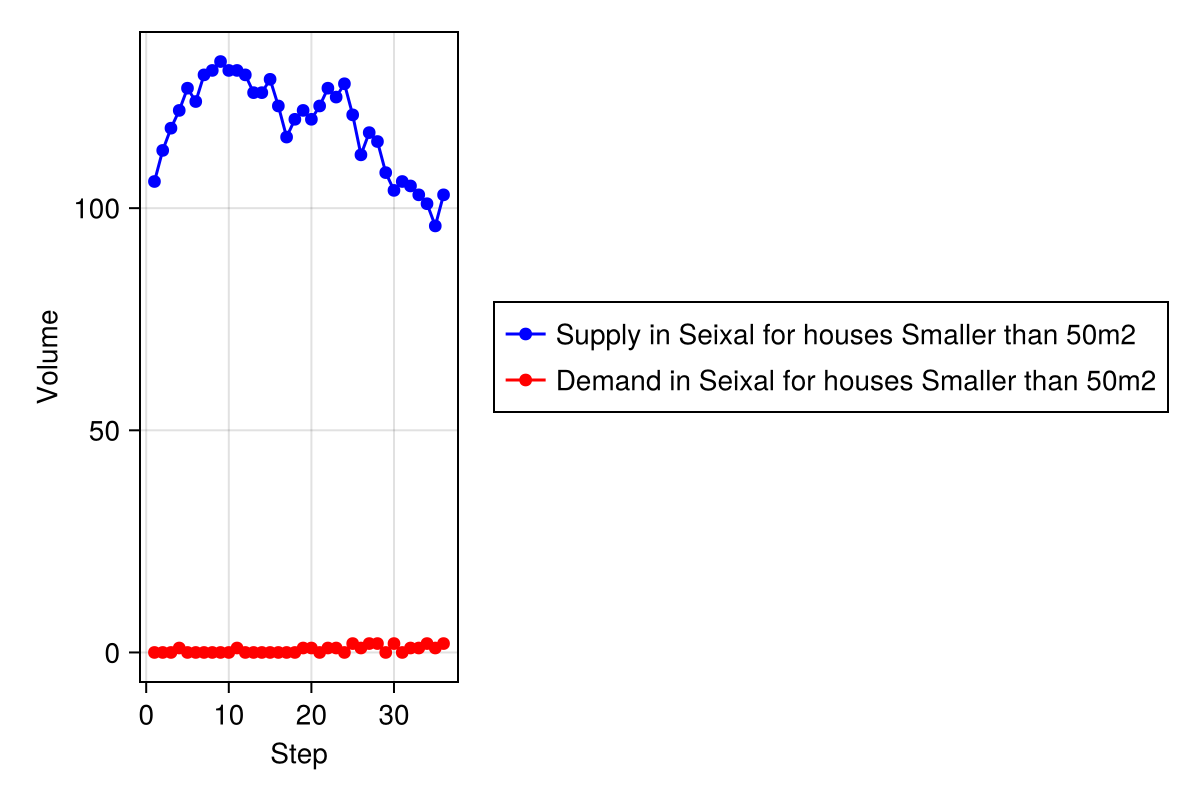 Volume
100
50
0
0 10 20 30
Step
Supply in Seixal for houses Smaller than 50m2
Demand in Seixal for houses Smaller than 50m2